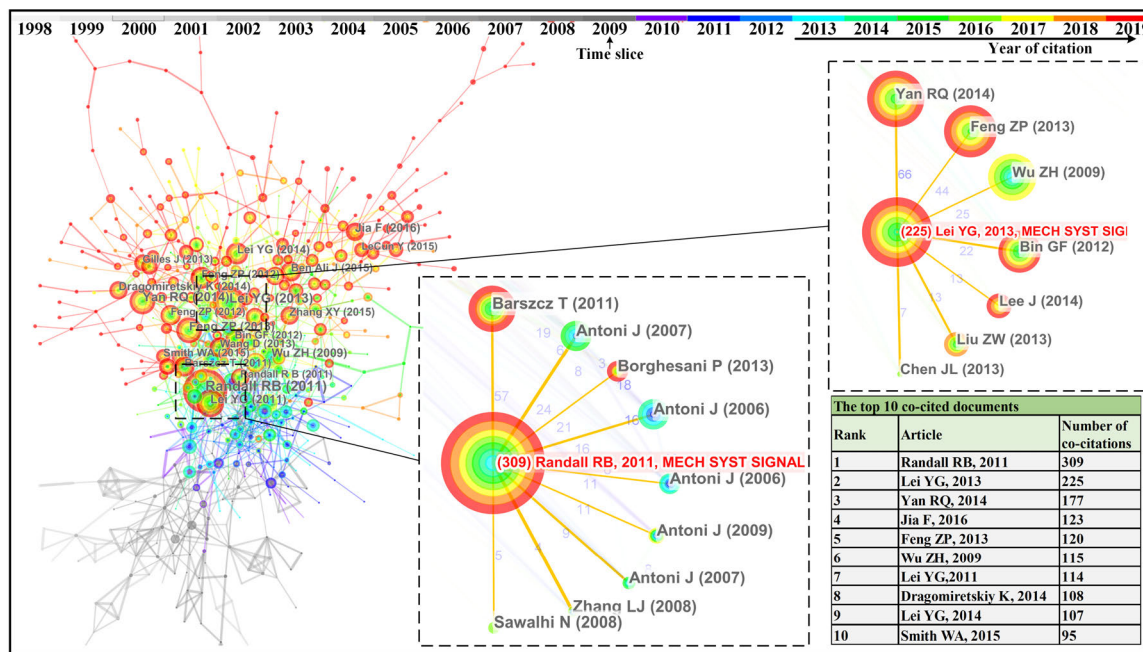 1998 1999 2000 2001 2002 2003 2004 2005 2006 2007 2008 2009 2010 2011 2012 2013 2014 2015 2016 2017 2018 2019
Time slice
Year of citation
Jia F (2016)
LeCun Y (2015)
Lei YG (2014)
Gilles J (2013)
Ben Ali J (2015)
Feng ZP (2012)
Dragomiretskiy K (2014)
Yan RQ (2014)
Lei YG (2013)
Feng ZP (2012)
Zhang XY (2015)
Feng ZP (2013)
Bin GF (2012)
Wang D (2013)
Smith WA (2015)
Wu ZH (2009)
Barszcz T (2011)
Randall R B (2011)
Randall RB (2011)
Lei YG (2011)
Barszcz T (2011)
19
Antoni J (2007)
6
3
8
Borghesani P (2013)
18
57
24
Antoni J (2006)
16
21
16
(309) Randall RB, 2011, MECH SYST SIGNAL
11
Antoni J (2006)
11
Antoni J (2009)
9
5
4
Antoni J (2007)
Zhang LJ (2008)
Sawalhi N (2008)
Yan RQ (2014)
Feng ZP (2013)
66
44
Wu ZH (2009)
25
(225) Lei YG, 2013, MECH SYST SIG
22
Bin GF (2012)
13
13
Lee J (2014)
7
Liu ZW (2013)
Chen JL (2013)
The top 10 co-cited documents
Rank Article Number of
co-citations
1 Randall RB, 2011 309
2 Lei YG, 2013 225
3 Yan RQ, 2014 177
4 Jia F, 2016 123
5 Feng ZP, 2013 120
6 Wu ZH, 2009 115
7 Lei YG,2011 114
8 Dragomiretskiy K, 2014 108
9 Lei YG, 2014 107
10 Smith WA, 2015 95